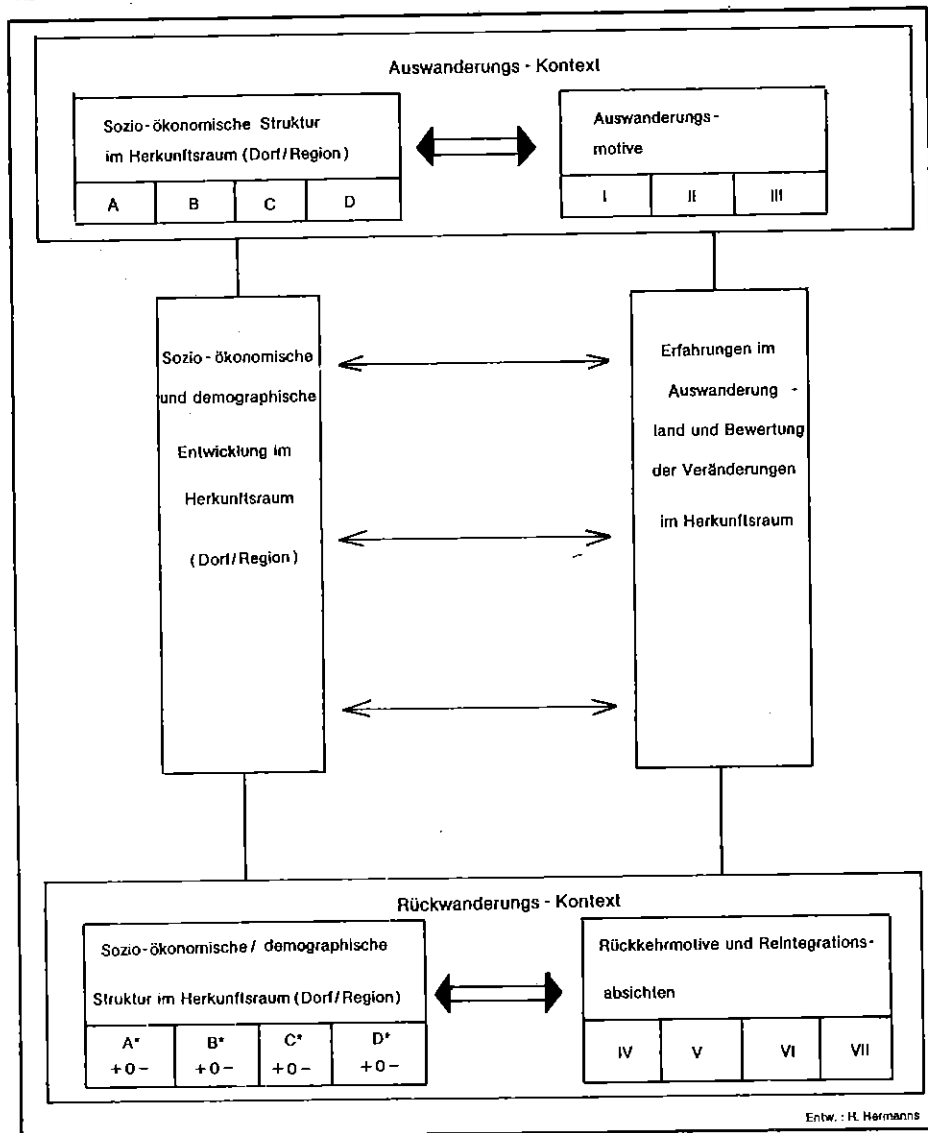 Auswanderungs - Kontext
Sozio-ökonomische Struktur
im Herkunftsraum (Dorf/Region)
A B C D
Auswanderungs-
motive
I II III
Sozio-ökonomische
und demographische
Entwicklung im
Herkunftsraum
(Dorf/Region)
Erfahrungen im
Auswanderung -
land und Bewertung
der Veränderungen
im Herkunftsraum
Rückwanderungs - Kontext
Sozio-ökonomische / demographische
Struktur im Herkunftsraum (Dorf/Region)
A* B* C* D*
+0- +0- +0- +0-
Rückkehrmotive und Reintegrations-
absichten
IV V VI VII
Entw. : H. Hermanns